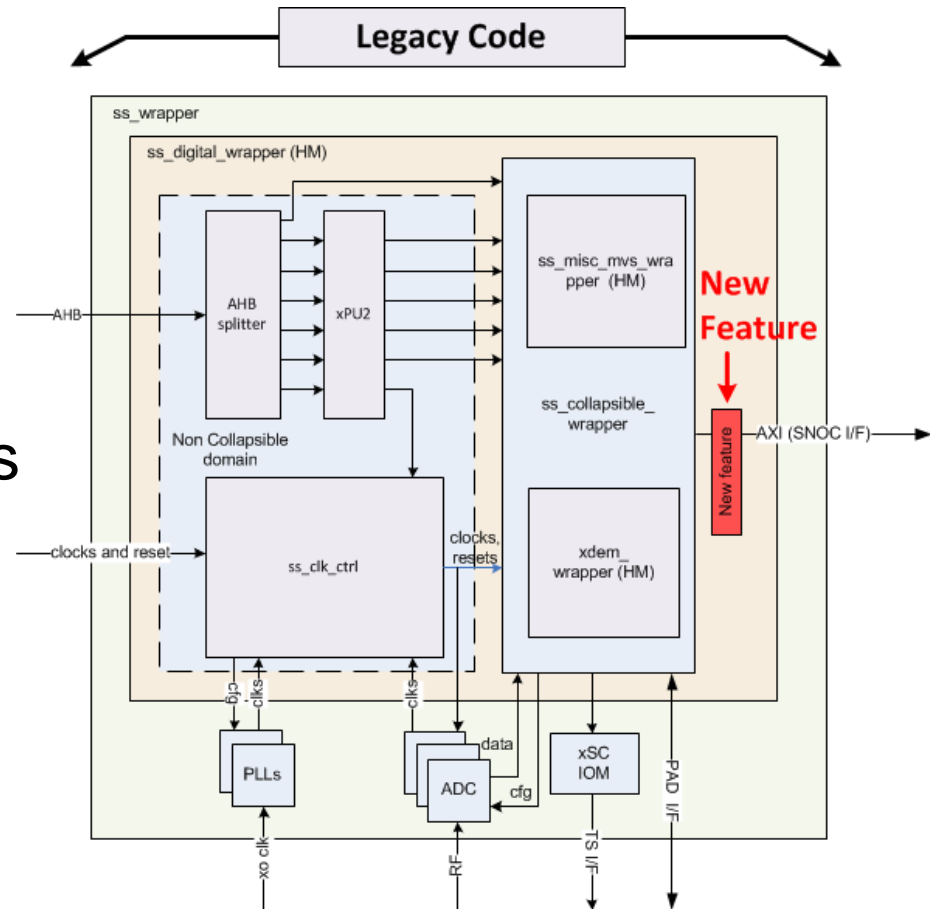 Legacy Code
ss_wrapper
ss_digital_wrapper (HM)
AHB
splitter
xPU2
ss_misc_mvs_wra
pper (HM)
New
Feature
AHB
ss_collapsible_
wrapper
Non Collapsible
domain
New feature
AXI (SNOC I/F)
s
clocks and reset
ss_clk_ctrl
clocks,
resets
xdem_
wrapper (HM)
cfg
clks
clks
data
PLLs
ADC
cfg
xSC
IOM
PAD I/F
xo clk
RF
TS I/F